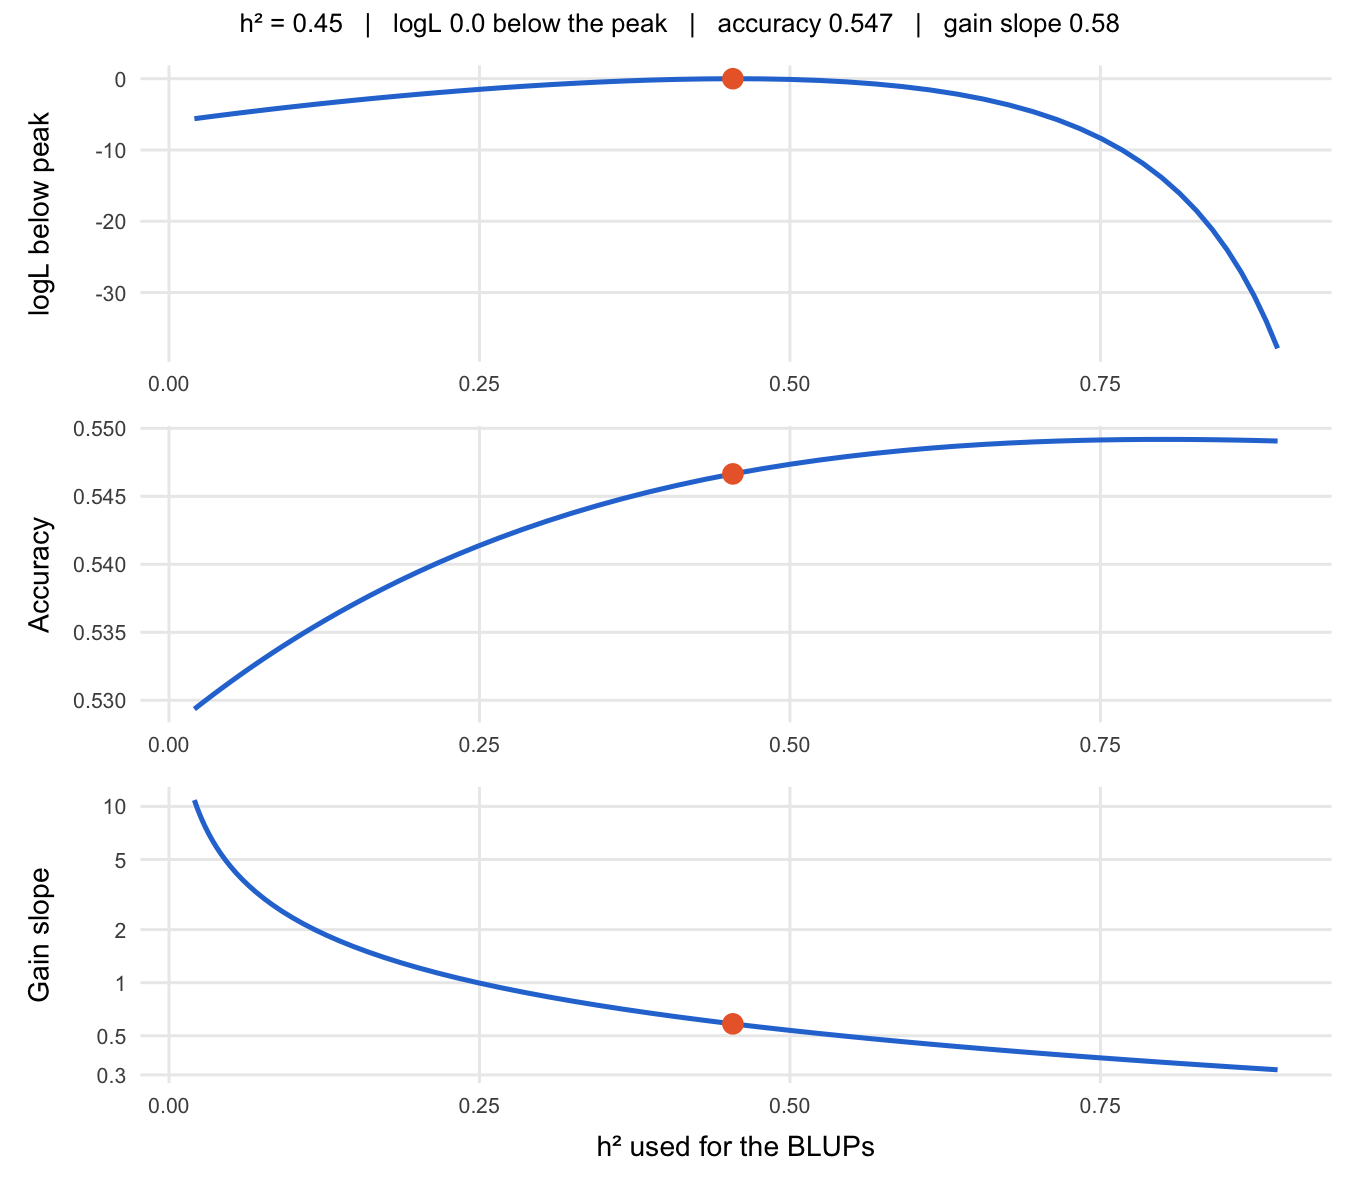 h² = 0.45 | logL 0.0 below the peak | accuracy 0.547 | gain slope 0.58
logL below peak
0
-10
-20
-30
0.00 0.25 0.50 0.75
Accuracy
0.550
0.545
0.540
0.535
0.530
0.00 0.25 0.50 0.75
Gain slope
10
5
2
1
0.5
0.3
0.00 0.25 0.50 0.75
h² used for the BLUPs